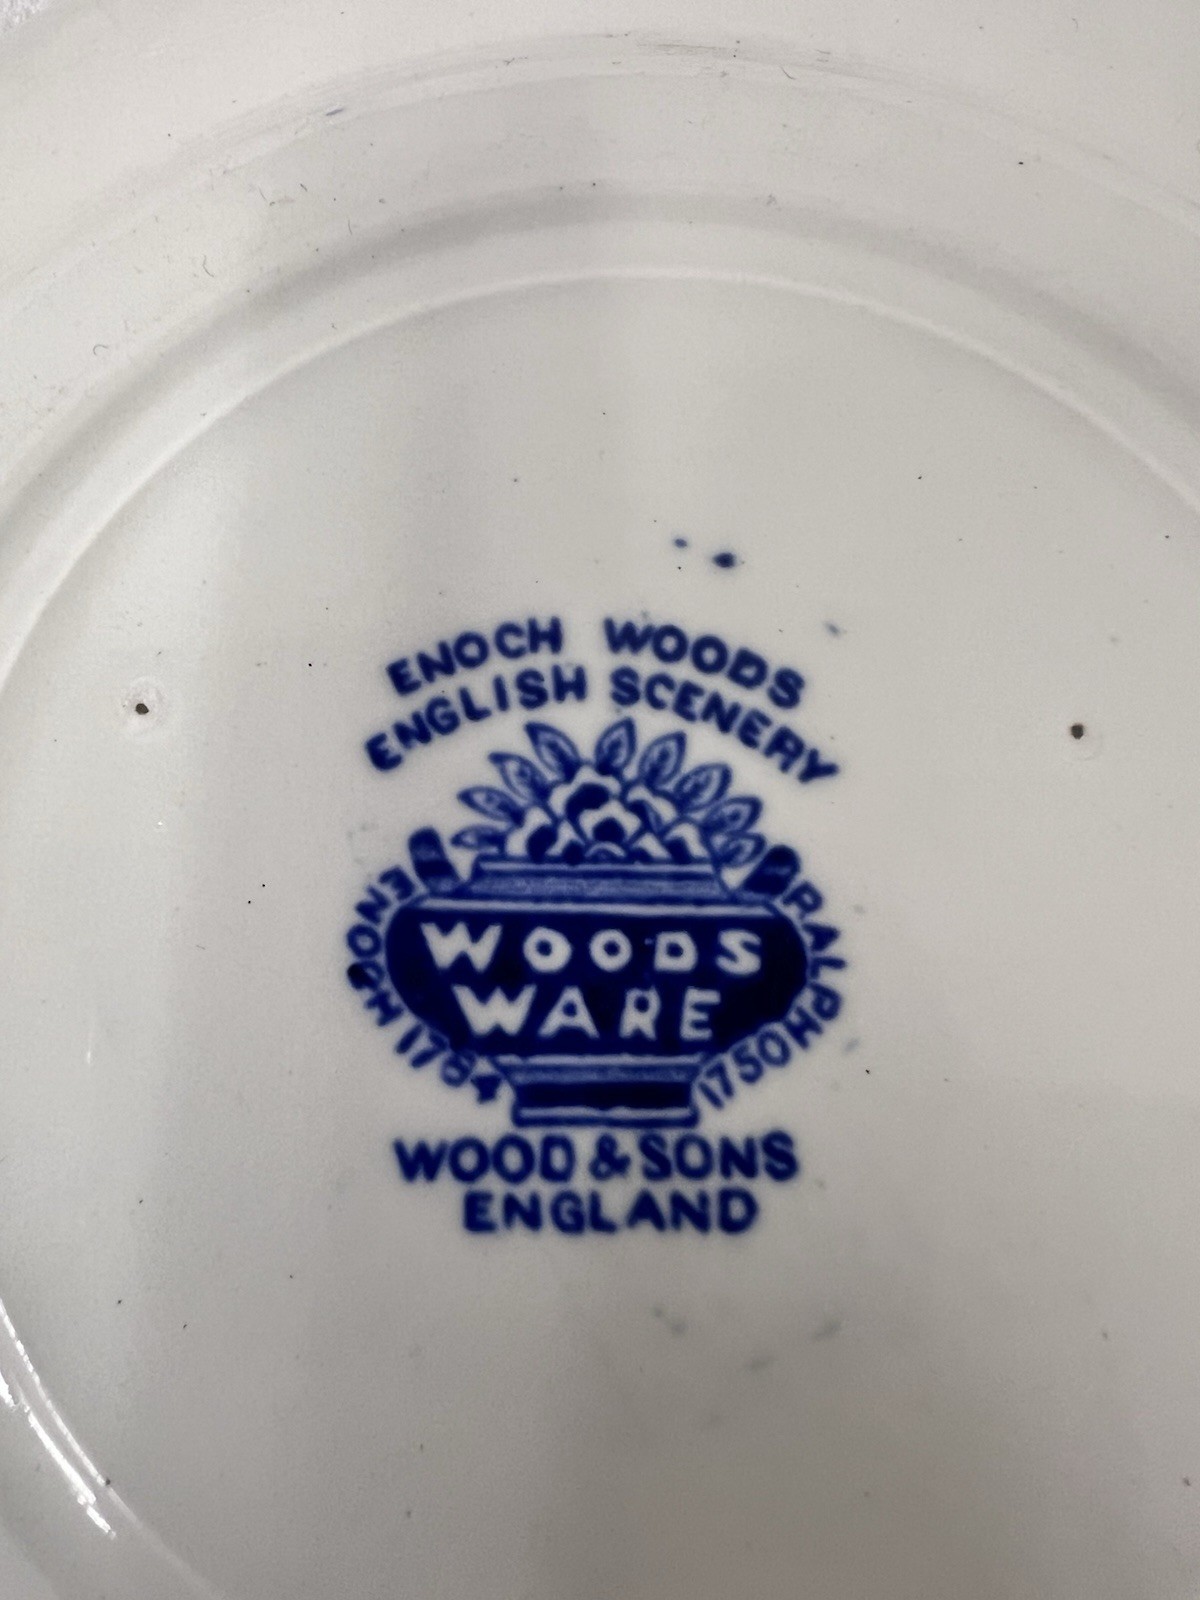 ENOCH WOODS
ENGLISH SCENERY
WOODS
WARE
ENOCH 1784
RALPH 1750
WOOD & SONS
ENGLAND